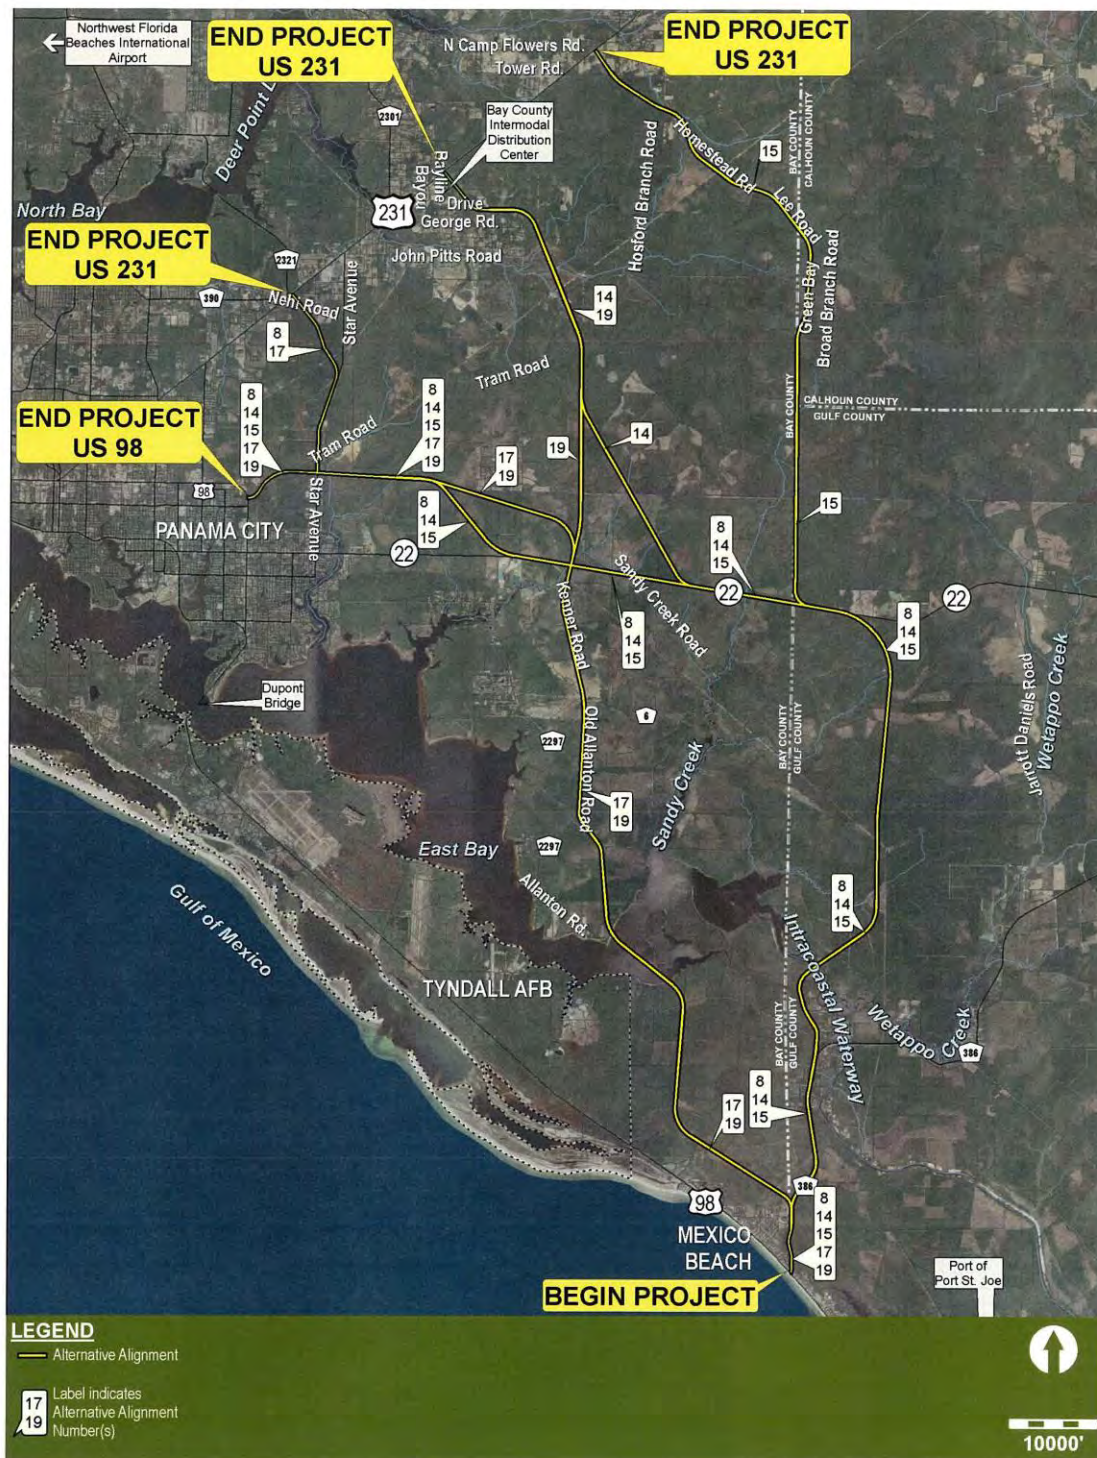 Northwest Florida
Beaches International
Airport
END PROJECT
US 231
N Camp Flowers Rd.
Tower Rd.
END PROJECT
US 231
2301
Bay County
Intermodal
Distribution
Center
Deer Point L
Bayou
Bayline
Drive
George Rd.
Homestead Rd
15
BAY COUNTY
CALHOUN COUNTY
Hosford Branch Road
Lee Road
North Bay
231
END PROJECT
US 231
2321
John Pitts Road
390
Nehi Road
Star Avenue
14
19
Green Bay
Broad Branch Road
8
17
Tram Road
BAY COUNTY
CALHOUN COUNTY
GULF COUNTY
END PROJECT
US 98
8
14
15
17
19
Tram Road
8
14
15
17
19
17
19
19
14
98
PANAMA CITY
Star Avenue
8
14
15
22
15
8
14
15
22
22
Sandy Creek Road
Kenner Road
8
14
15
8
14
15
Dupont
Bridge
6
2297
Old Allanton Road
BAY COUNTY
GULF COUNTY
Jarrott Daniels Road
Wetappo Creek
17
19
Sandy Creek
East Bay
2297
Allanton Rd.
8
14
15
Gulf of Mexico
TYNDALL AFB
Intracoastal Waterway
BAY COUNTY
GULF COUNTY
Wetappo Creek
386
17
19
8
14
15
386
98
MEXICO
BEACH
8
14
15
17
19
BEGIN PROJECT
Port of
Port St. Joe
LEGEND
Alternative Alignment
17
19
Label indicates
Alternative Alignment
Number(s)
10000'